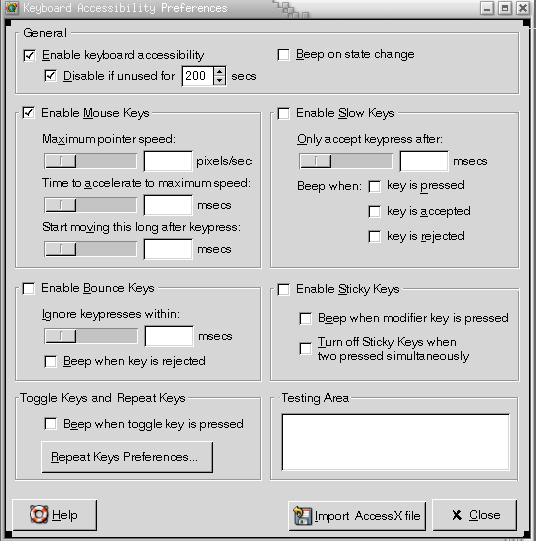 Keyboard Accessibility Preferences
General
Enable keyboard accessibility
Beep on state change
Disable if unused for 200 secs
Enable Mouse Keys
Maximum pointer speed:
pixels/sec
Time to accelerate to maximum speed:
msecs
Start moving this long after keypress:
msecs
Enable Slow Keys
Only accept keypress after:
msecs
Beep when: key is pressed
key is accepted
key is rejected
Enable Bounce Keys
Ignore keypresses within:
msecs
Beep when key is rejected
Enable Sticky Keys
Beep when modifier key is pressed
Turn off Sticky Keys when
two pressed simultaneously
Toggle Keys and Repeat Keys
Beep when toggle key is pressed
Repeat Keys Preferences...
Testing Area
Help
Import AccessX file
Close